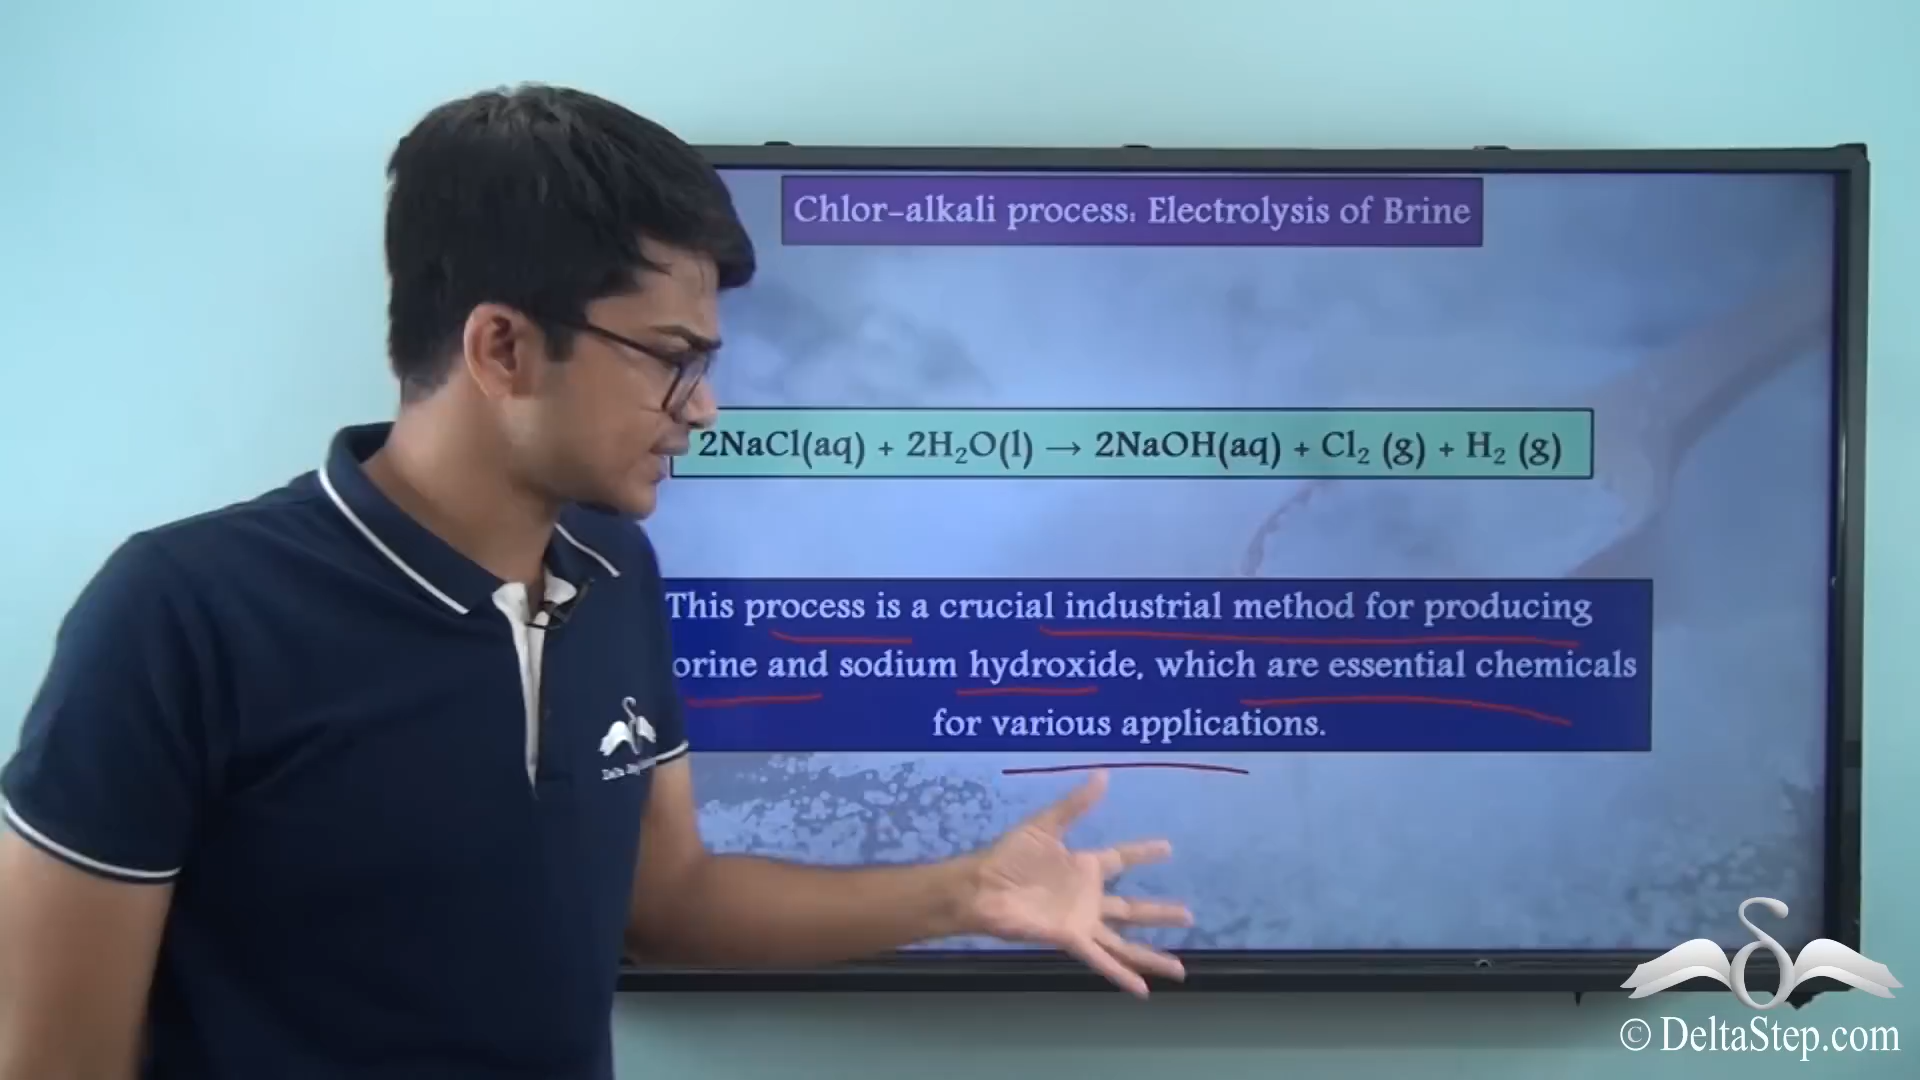 Chlor-alkali process: Electrolysis of Brine
2NaCl(aq) + 2H₂O(l) → 2NaOH(aq) + Cl₂ (g) + H₂ (g)
This process is a crucial industrial method for producing
orine and sodium hydroxide, which are essential chemicals
for various applications.
© DeltaStep.com